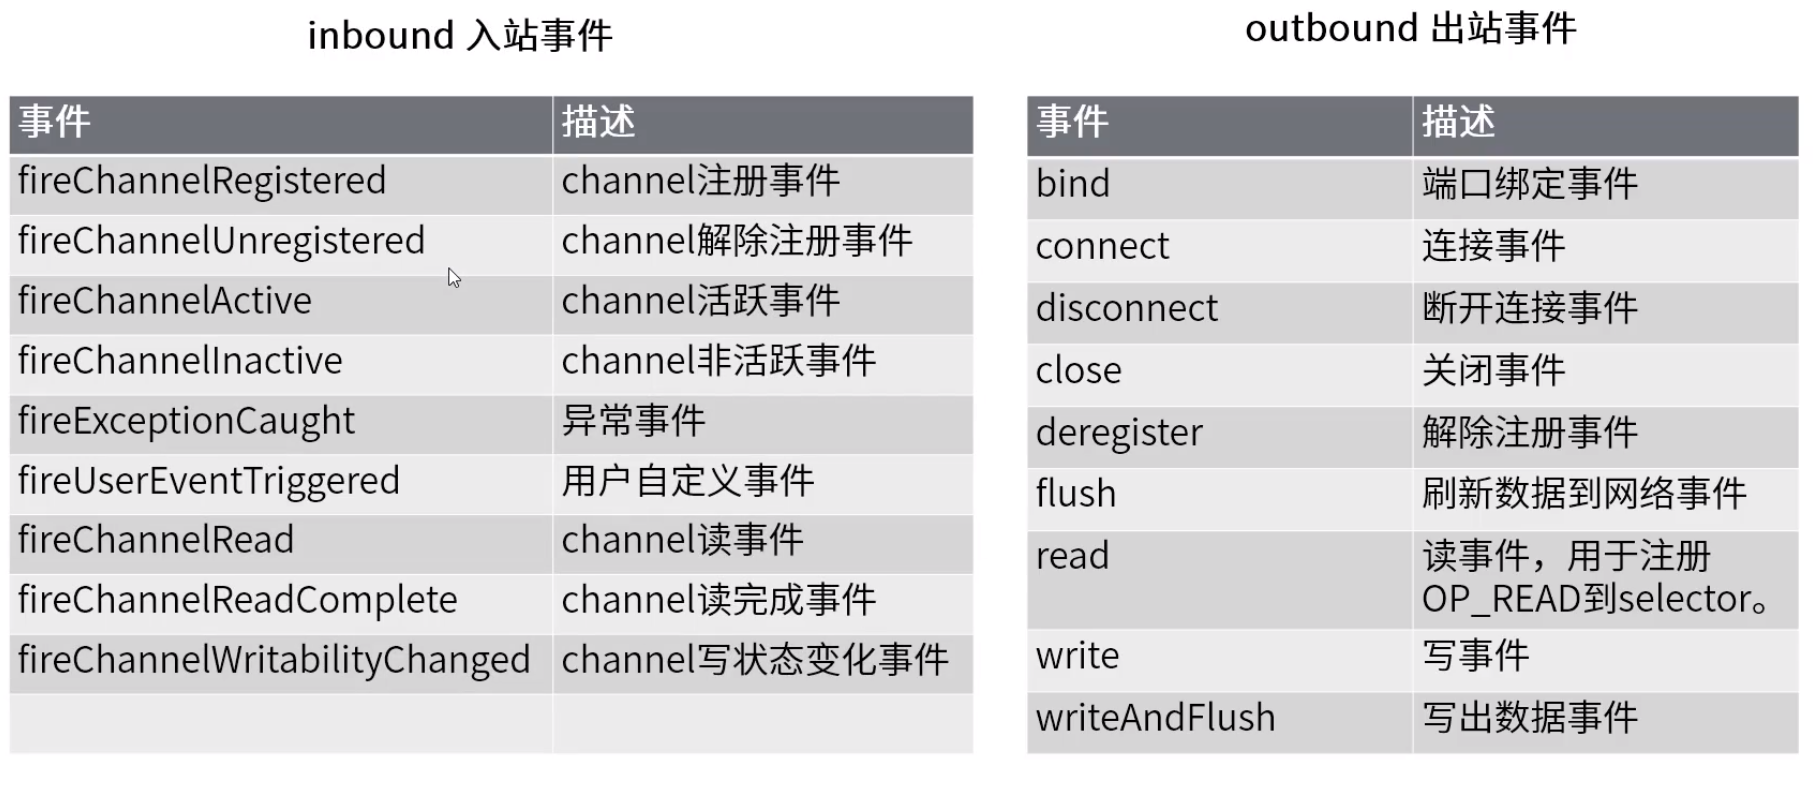 inbound 入站事件
事件 描述
fireChannelRegistered channel注册事件
fireChannelUnregistered channel解除注册事件
fireChannelActive channel活跃事件
fireChannelInactive channel非活跃事件
fireExceptionCaught 异常事件
fireUserEventTriggered 用户自定义事件
fireChannelRead channel读事件
fireChannelReadComplete channel读完成事件
fireChannelWritabilityChanged channel写状态变化事件
outbound 出站事件
事件 描述
bind 端口绑定事件
connect 连接事件
disconnect 断开连接事件
close 关闭事件
deregister 解除注册事件
flush 刷新数据到网络事件
read 读事件，用于注册
OP_READ到selector。
write 写事件
writeAndFlush 写出数据事件